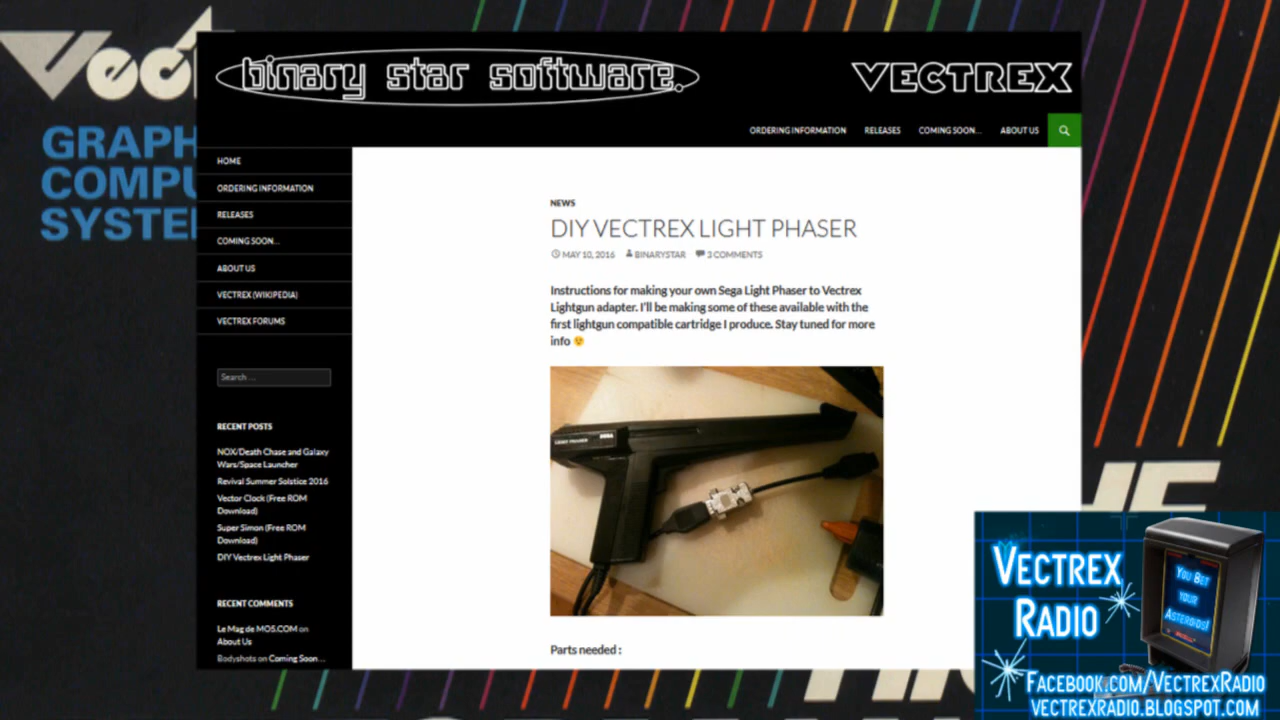 Vect
GRAPH
COMPU
SYSTE
binary star software.
VECTREX
ORDERING INFORMATION RELEASES COMING SOON... ABOUT US
HOME
ORDERING INFORMATION
RELEASES
COMING SOON...
ABOUT US
VECTREX (WIKIPEDIA)
VECTREX FORUMS
Search ...
RECENT POSTS
NOX/Death Chase and Galaxy
Wars/Space Launcher
Revival Summer Solstice 2016
Vector Clock (Free ROM
Download)
Super Simon (Free ROM
Download)
DIY Vectrex Light Phaser
RECENT COMMENTS
Le Mag de MO5.COM on
About Us
Bodyshots on Coming Soon ...
NEWS
DIY VECTREX LIGHT PHASER
MAY 10, 2016 BINARYSTAR 3 COMMENTS
Instructions for making your own Sega Light Phaser to Vectrex
Lightgun adapter. I'll be making some of these available with the
first lightgun compatible cartridge I produce. Stay tuned for more
info 😉
LIGHT PHASER SEGA
Parts needed :
VECTREX
RADIO
YOU BET
YOUR
ASTEROIDS!
FACEBOOK.COM/VECTREXRADIO
VECTREXRADIO.BLOGSPOT.COM